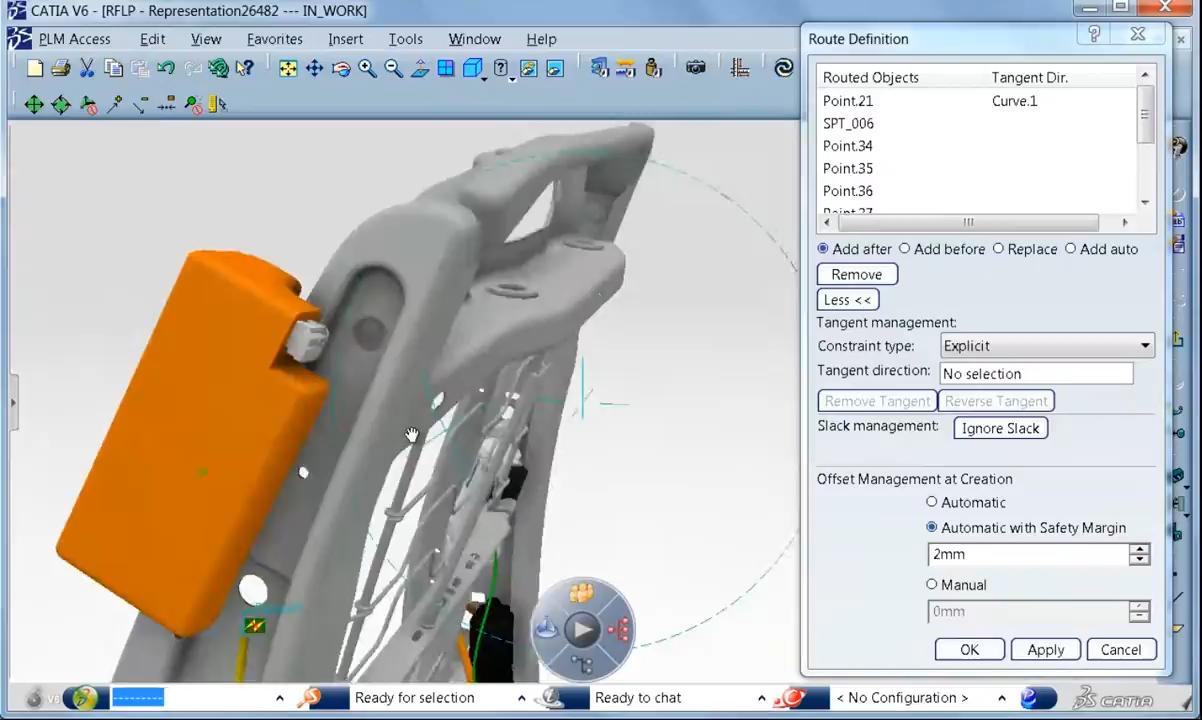 CATIA V6 - [RFLP - Representation26482 --- IN_WORK]
PLM Access Edit View Favorites Insert Tools Window Help
Route Definition
Routed Objects Tangent Dir.
Point.21 Curve.1
SPT_006
Point.34
Point.35
Point.36
Point.37
Add after Add before Replace Add auto
Remove
Less <<
Tangent management:
Constraint type: Explicit
Tangent direction: No selection
Remove Tangent Reverse Tangent
Slack management: Ignore Slack
Offset Management at Creation
Automatic
Automatic with Safety Margin
2mm
Manual
0mm
OK Apply Cancel
V6 Ready for selection Ready to chat < No Configuration > CATIA